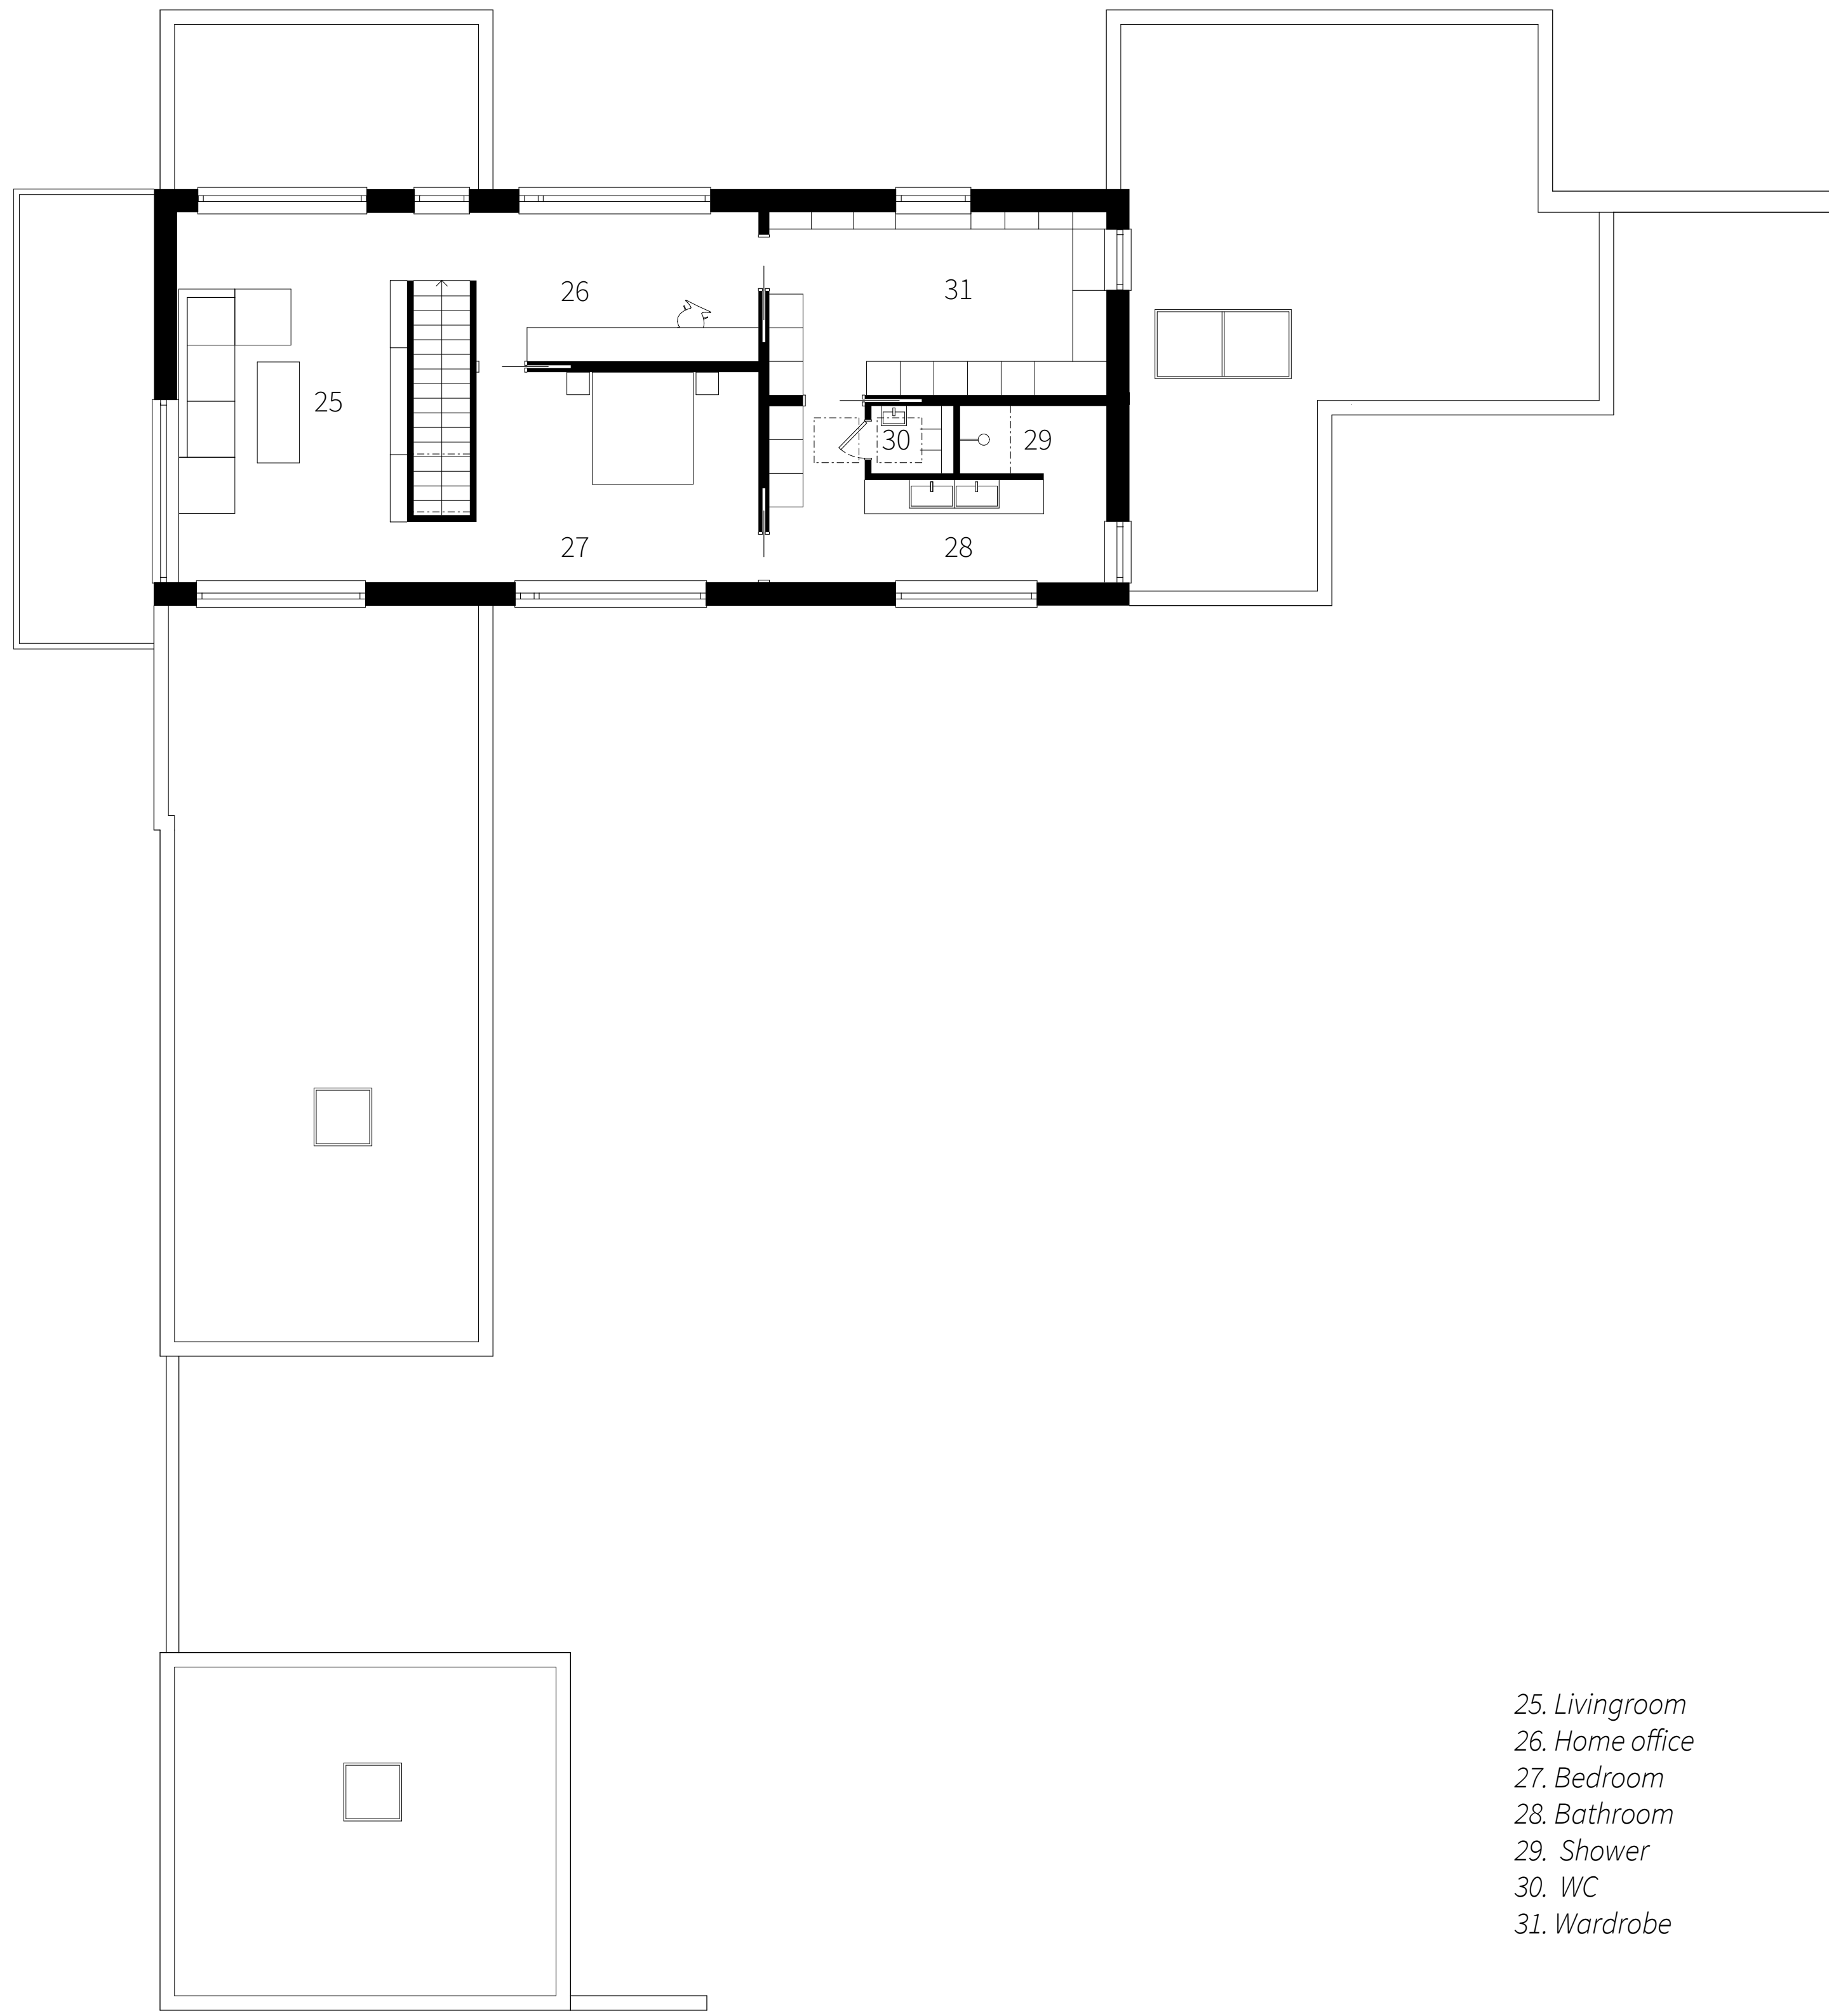 26
31
25
30
29
27
28
25. Livingroom
26. Home office
27. Bedroom
28. Bathroom
29. Shower
30. WC
31. Wardrobe